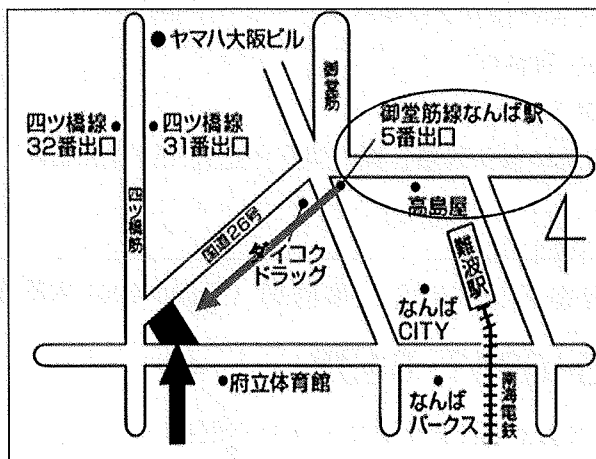 ヤマハ大阪ビル
御堂筋
四ツ橋線
32番出口
四ツ橋線
31番出口
御堂筋線なんば駅
5番出口
四ツ橋筋
国道26号
ダイコク
ドラッグ
高島屋
難波駅
なんば
CITY
府立体育館
なんば
パークス
南海電鉄